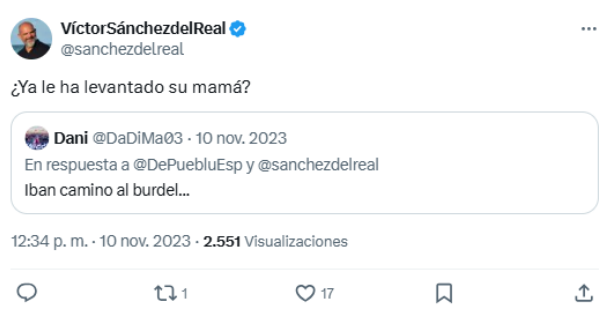 VíctorSánchezdelReal
@sanchezdelreal
¿Ya le ha levantado su mamá?
Dani @DaDiMa03 · 10 nov. 2023
En respuesta a @DePuebluEsp y @sanchezdelreal
Iban camino al burdel...
12:34 p. m. · 10 nov. 2023 · 2.551 Visualizaciones
1 17